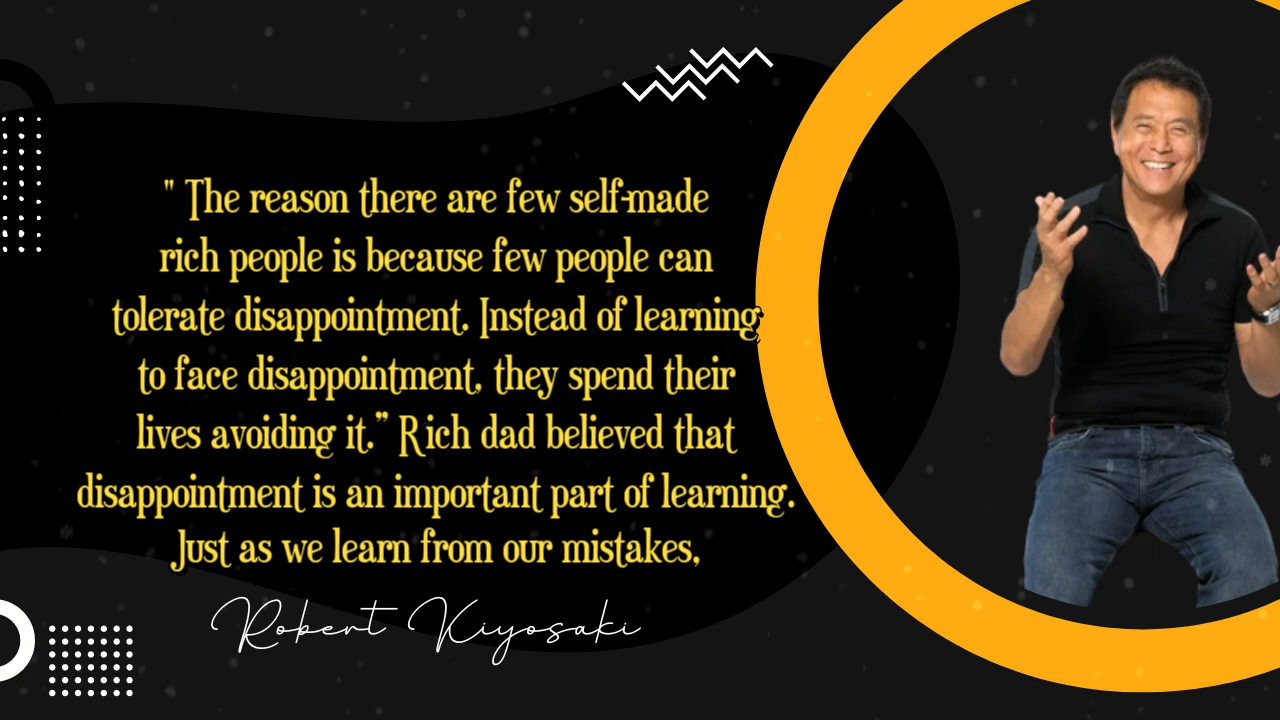 " The reason there are few self-made
rich people is because few people can
tolerate disappointment. Instead of learning
to face disappointment, they spend their
lives avoiding it.” Rich dad believed that
disappointment is an important part of learning.
Just as we learn from our mistakes,
Robert Kiyosaki